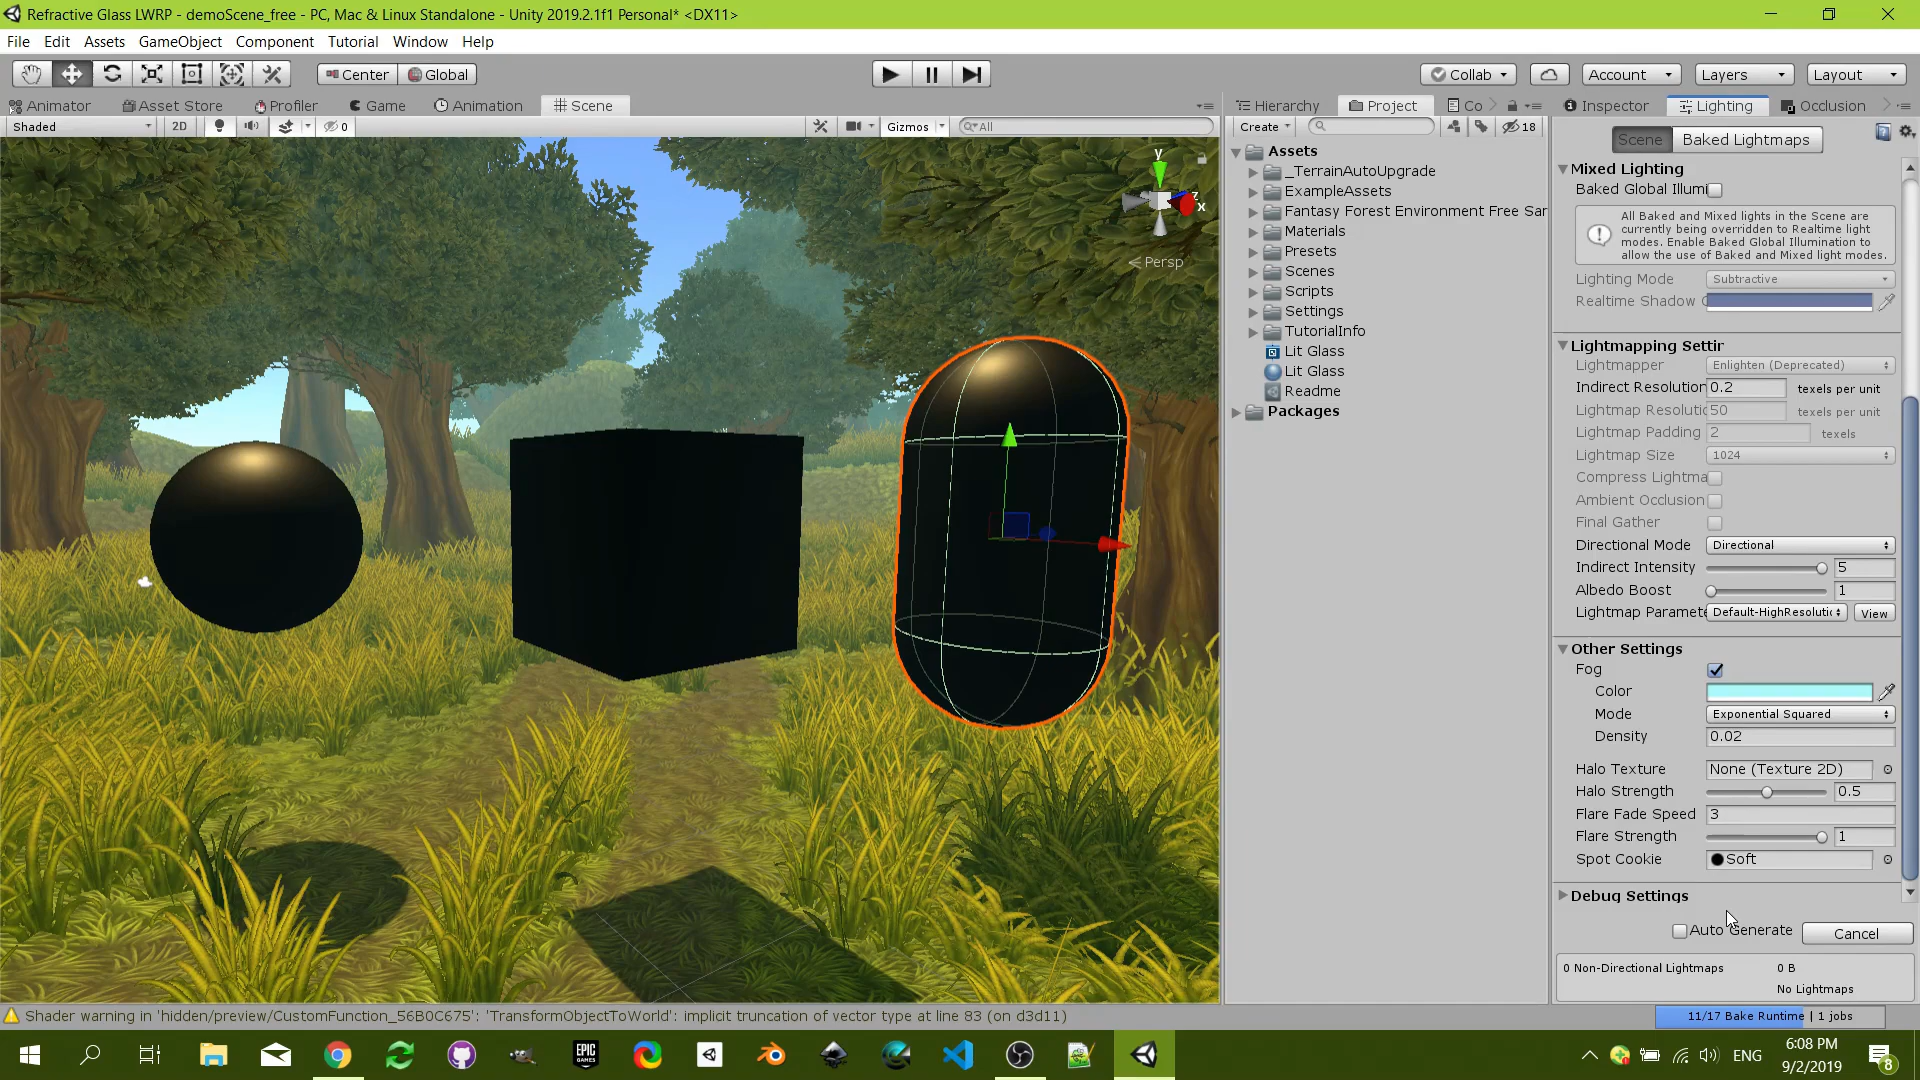 Refractive Glass LWRP - demoScene_free - PC, Mac & Linux Standalone - Unity 2019.2.1f1 Personal* <DX11>
File Edit Assets GameObject Component Tutorial Window Help
Center Global Collab Account Layers Layout
Animator Asset Store Profiler Game Animation Scene Hierarchy Project Co Inspector Lighting Occlusion
Shaded 2D 0 Gizmos All Create 18
Scene Baked Lightmaps
y
z
x
Persp
Assets
_TerrainAutoUpgrade
ExampleAssets
Fantasy Forest Environment Free Sar
Materials
Presets
Scenes
Scripts
Settings
TutorialInfo
Lit Glass
Lit Glass
Readme
Packages
Mixed Lighting
Baked Global Illumi
All Baked and Mixed lights in the Scene are
currently being overridden to Realtime light
modes. Enable Baked Global Illumination to
allow the use of Baked and Mixed light modes.
Lighting Mode Subtractive
Realtime Shadow C
Lightmapping Settir
Lightmapper Enlighten (Deprecated)
Indirect Resolution 0.2 texels per unit
Lightmap Resolutic 50 texels per unit
Lightmap Padding 2 texels
Lightmap Size 1024
Compress Lightma
Ambient Occlusion
Final Gather
Directional Mode Directional
Indirect Intensity 5
Albedo Boost 1
Lightmap Paramete Default-HighResolutic View
Other Settings
Fog
Color
Mode Exponential Squared
Density 0.02
Halo Texture None (Texture 2D)
Halo Strength 0.5
Flare Fade Speed 3
Flare Strength 1
Spot Cookie Soft
Debug Settings
Auto Generate Cancel
0 Non-Directional Lightmaps 0 B
No Lightmaps
Shader warning in 'hidden/preview/CustomFunction_56B0C675': 'TransformObjectToWorld': implicit truncation of vector type at line 83 (on d3d11)
11/17 Bake Runtime | 1 jobs
EPIC
GAMES
ENG
6:08 PM
9/2/2019
8